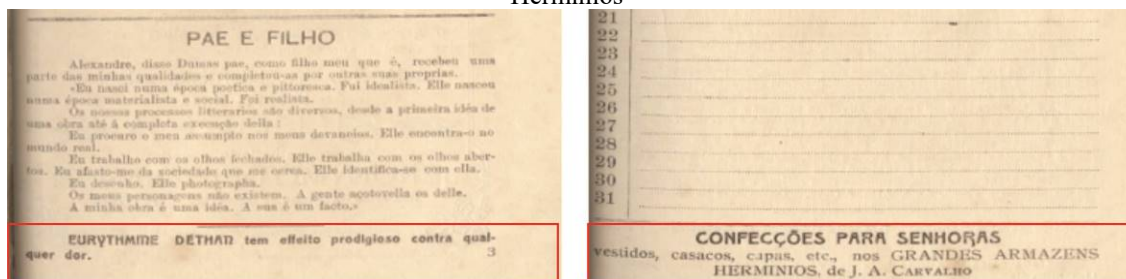 Herminios
PAE E FILHO
Alexandre, disse Dumas pae, como filho meu que é, recebeu uma
parte das minhas qualidades e completou-as por outras suas proprias.
«Eu nasci numa época poetica e pittoresca. Fui idealista. Elle nasceu
numa época materialista e social. Foi realista.
Os nossos processos litterarios são diversos, desde a primeira idéa de
uma obra até á completa execução della:
Eu procuro o meu assumpto nos meus devaneios. Elle encontra-o no
mundo real.
Eu trabalho com os olhos fechados. Elle trabalha com os olhos aber-
tos. Eu afasto-me da sociedade que me cerca. Elle identifica-se com ella.
Eu desenho. Elle photographa.
Os meus personagens não existem. A gente acotovella os delle.
A minha obra é uma idéa. A sua é um facto.»
EURYTHMINE DETHAN tem effeito prodigioso contra qual-
quer dor. 3
21
22
23
24
25
26
27
28
29
30
31
CONFECÇÕES PARA SENHORAS
vestidos, casacos, capas, etc., nos GRANDES ARMAZENS
HERMINIOS, de J. A. CARVALHO